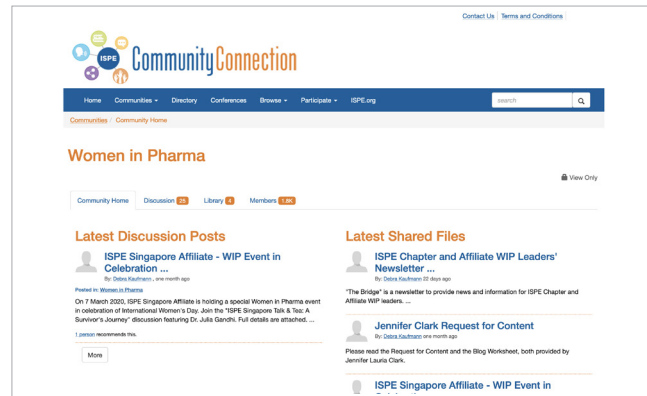 Contact Us Terms and Conditions
ISPE CommunityConnection
Home Communities Directory Conferences Browse Participate ISPE.org search
Communities / Community Home
Women in Pharma
View Only
Community Home Discussion 25 Library 4 Members 1.8K
Latest Discussion Posts
ISPE Singapore Affiliate - WIP Event in
Celebration ...
By: Debra Kaufmann , one month ago
Posted in: Women in Pharma
On 7 March 2020, ISPE Singapore Affiliate is holding a special Women in Pharma event
in celebration of International Women's Day. Join the "ISPE Singapore Talk & Tea: A
Survivor's Journey" discussion featuring Dr. Julia Gandhi. Full details are attached. ...
1 person recommends this.
More
Latest Shared Files
ISPE Chapter and Affiliate WIP Leaders'
Newsletter ...
By: Debra Kaufmann 22 days ago
"The Bridge" is a newsletter to provide news and information for ISPE Chapter and
Affiliate WIP leaders. ...
Jennifer Clark Request for Content
By: Debra Kaufmann one month ago
Please read the Request for Content and the Blog Worksheet, both provided by
Jennifer Lauria Clark.
ISPE Singapore Affiliate - WIP Event in